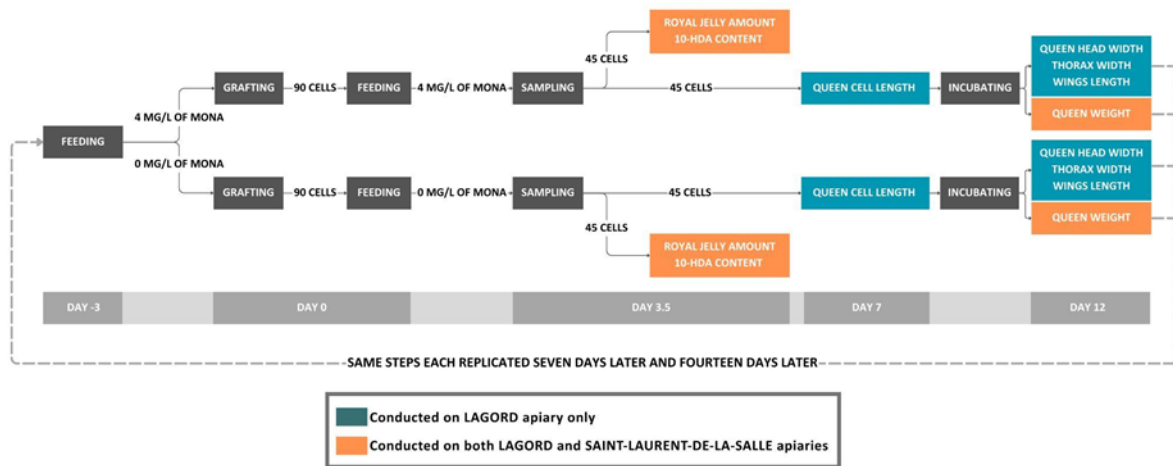 ROYAL JELLY AMOUNT
10-HDA CONTENT
45 CELLS
QUEEN HEAD WIDTH
THORAX WIDTH
WINGS LENGTH
GRAFTING
90 CELLS
FEEDING
4 MG/L OF MONA
SAMPLING
45 CELLS
QUEEN CELL LENGTH
INCUBATING
QUEEN WEIGHT
4 MG/L OF MONA
FEEDING
0 MG/L OF MONA
QUEEN HEAD WIDTH
THORAX WIDTH
WINGS LENGTH
GRAFTING
90 CELLS
FEEDING
0 MG/L OF MONA
SAMPLING
45 CELLS
QUEEN CELL LENGTH
INCUBATING
QUEEN WEIGHT
45 CELLS
ROYAL JELLY AMOUNT
10-HDA CONTENT
DAY -3
DAY 0
DAY 3.5
DAY 7
DAY 12
SAME STEPS EACH REPLICATED SEVEN DAYS LATER AND FOURTEEN DAYS LATER
Conducted on LAGORD apiary only
Conducted on both LAGORD and SAINT-LAURENT-DE-LA-SALLE apiaries